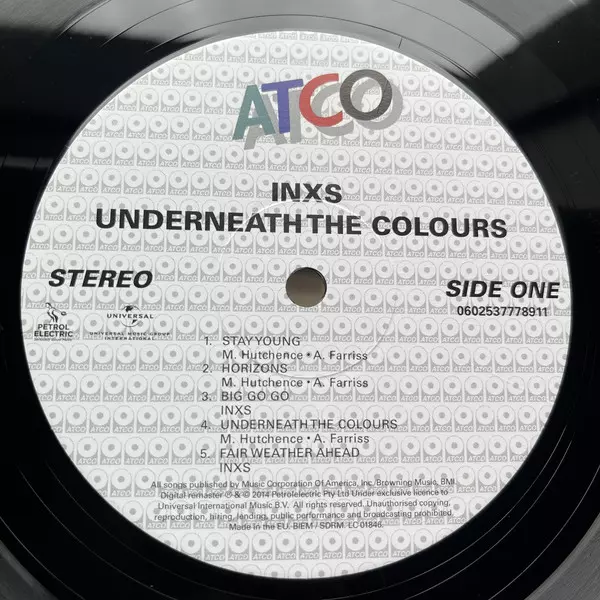 ATCO
INXS
UNDERNEATH THE COLOURS
STEREO
SIDE ONE
0602537778911
PETROL
ELECTRIC
UNIVERSAL
UNIVERSAL MUSIC GROUP
INTERNATIONAL
1. STAY YOUNG
M. Hutchence • A. Farriss
2. HORIZONS
M. Hutchence • A. Farriss
3. BIG GO GO
INXS
4. UNDERNEATH THE COLOURS
M. Hutchence • A. Farriss
5. FAIR WEATHER AHEAD
INXS
All songs published by Music Corporation Of America, Inc/Browning Music, BMI
Digital remaster ℗ & © 2014 Petrolelectric Pty Ltd Under exclusive licence to
Universal International Music B.V. All rights reserved. Unauthorised copying,
reproduction, hiring, lending, public performance and broadcasting prohibited.
Made in the EU. BIEM / SDRM. LC 01846.